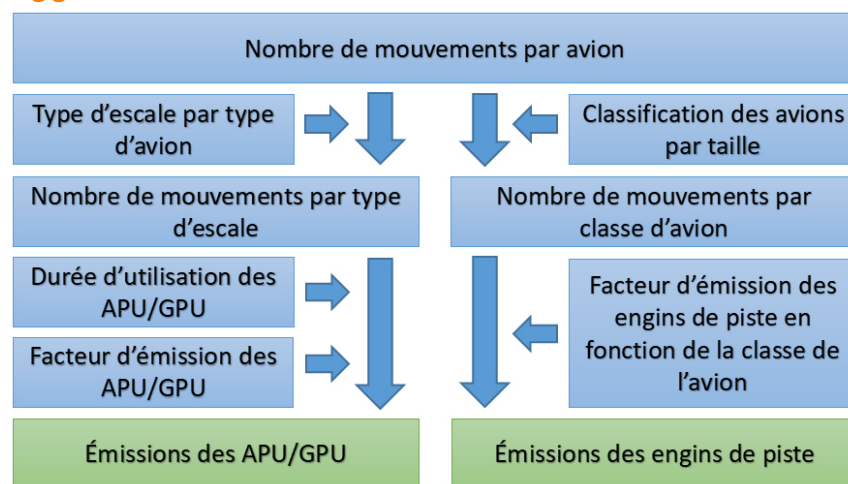 Nombre de mouvements par avion
Type d’escale par type
d’avion
Classification des avions
par taille
Nombre de mouvements par type
d’escale
Nombre de mouvements par
classe d’avion
Durée d’utilisation des
APU/GPU
Facteur d’émission des
APU/GPU
Facteur d’émission des
engins de piste en
fonction de la classe de
l’avion
Émissions des APU/GPU
Émissions des engins de piste